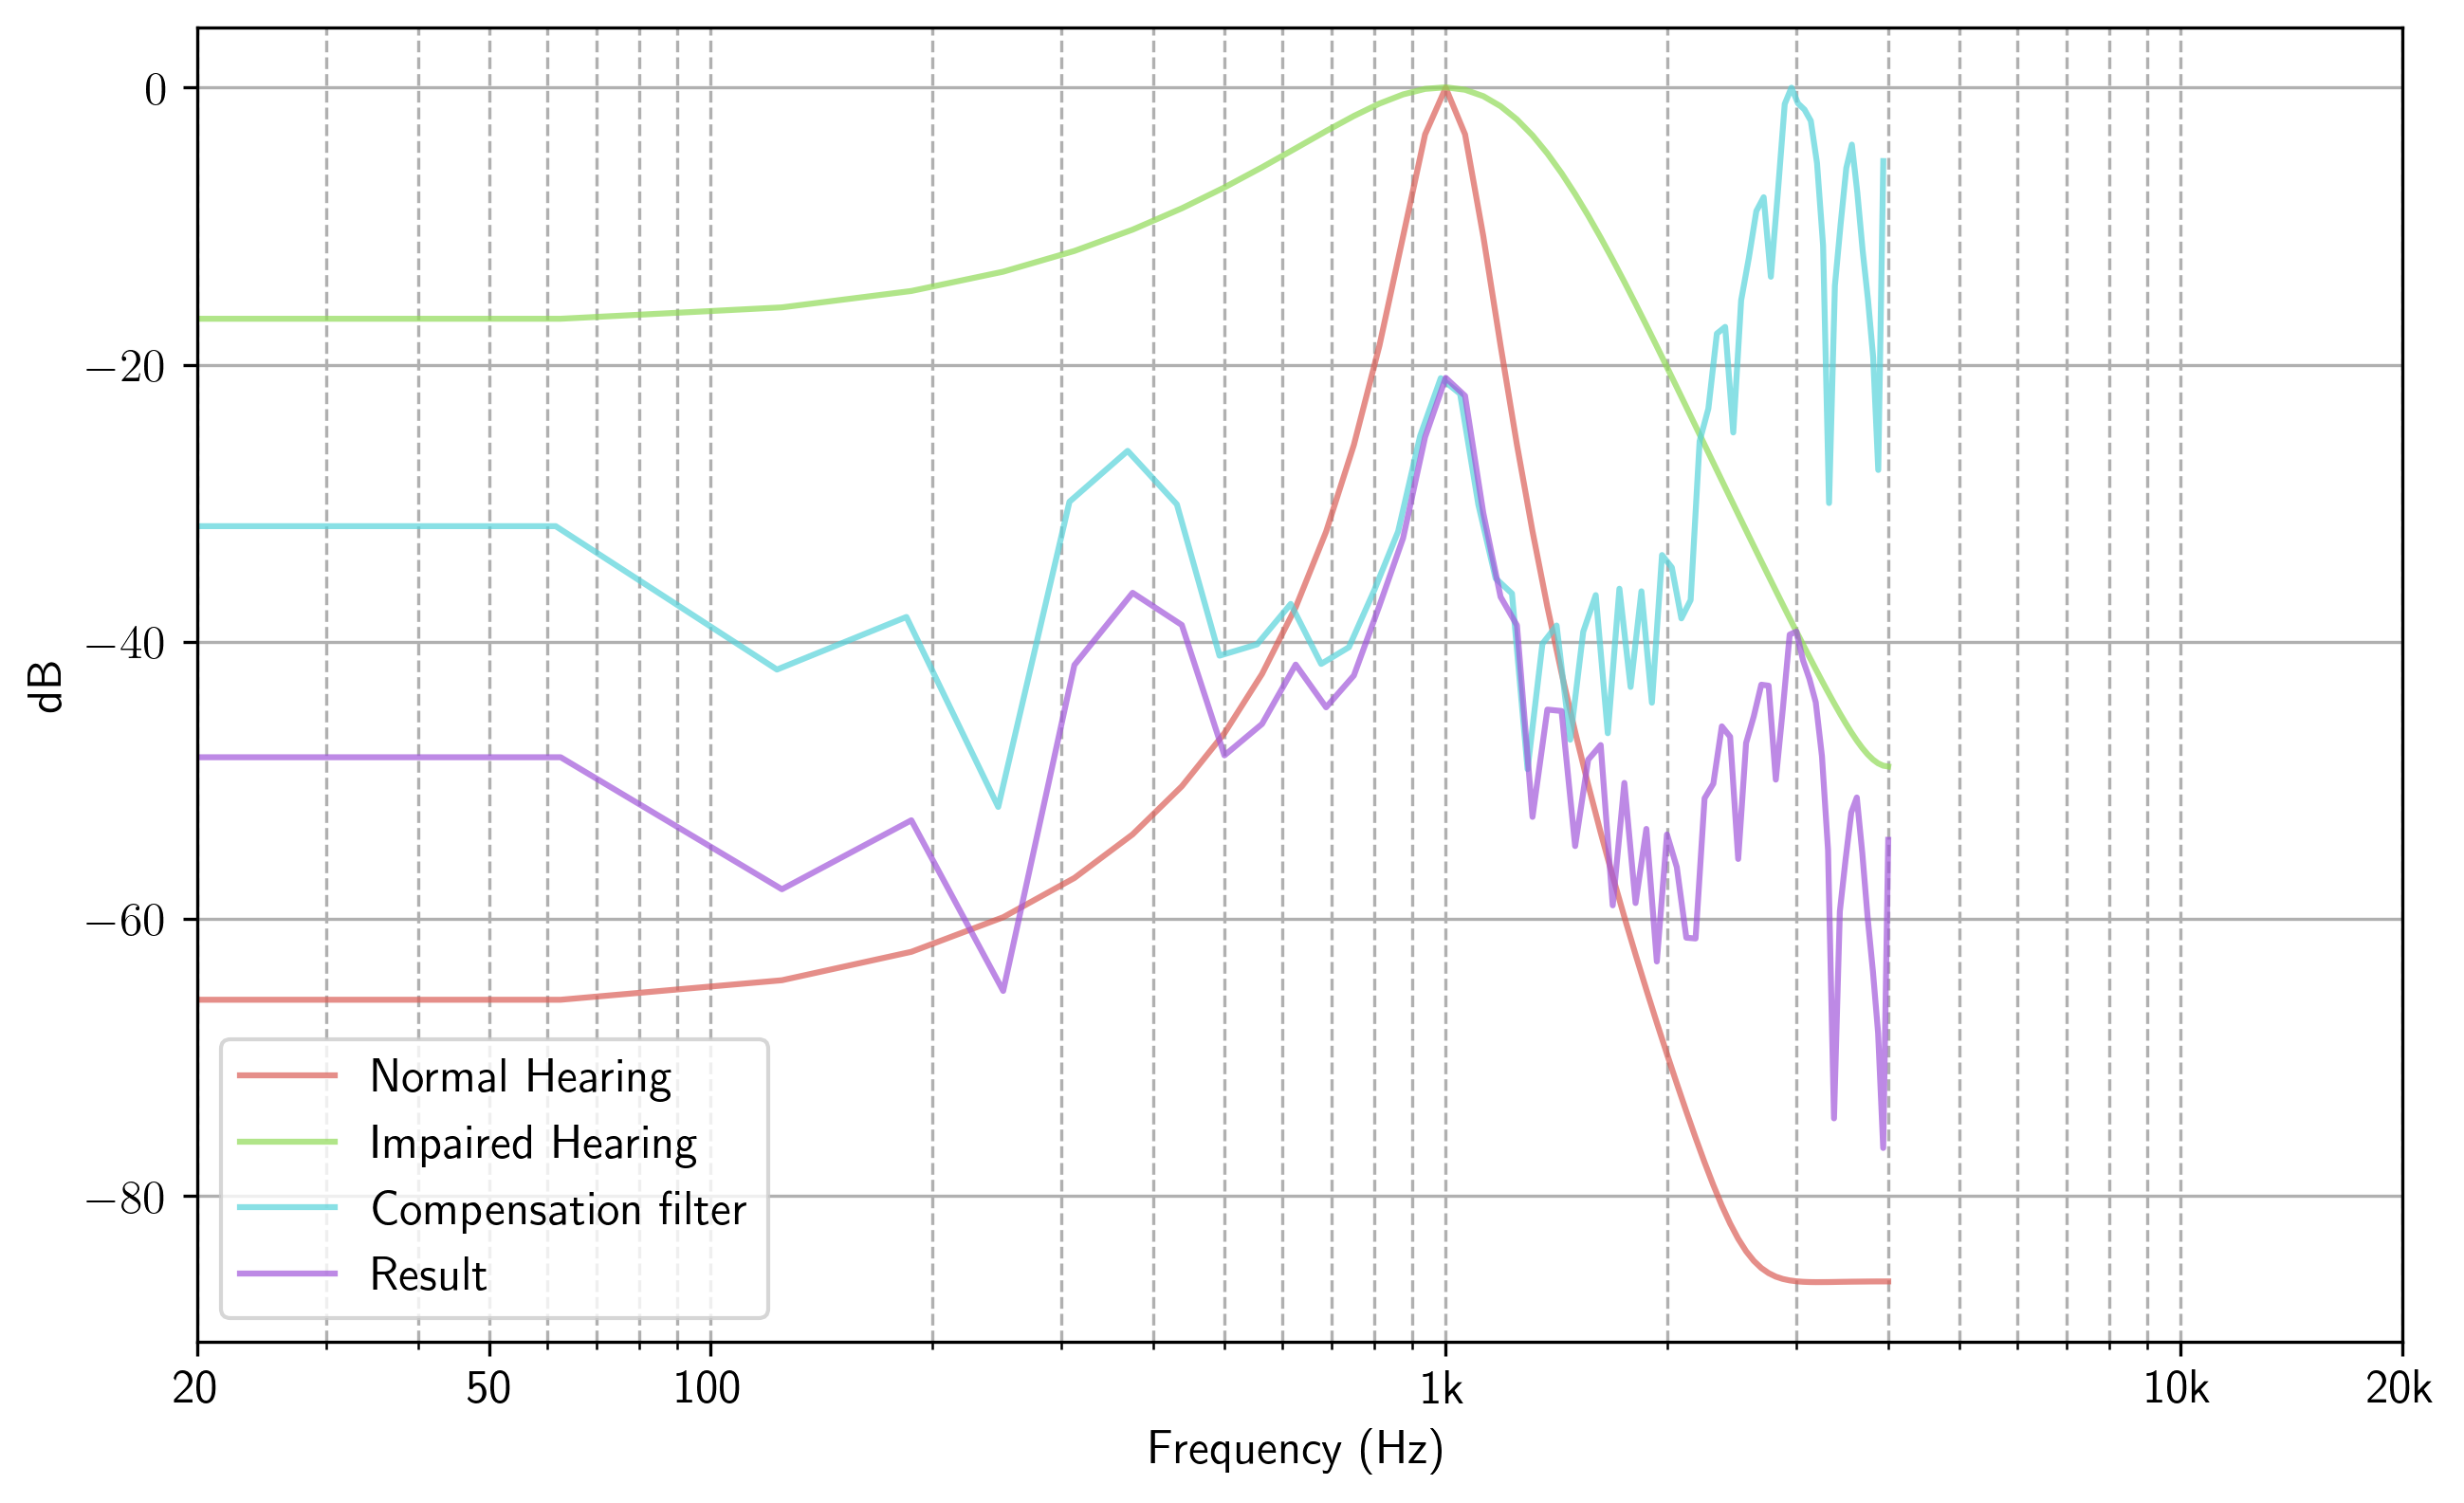 0
−20
−40
−60
−80
dB
Normal Hearing
Impaired Hearing
Compensation filter
Result
20 50 100 1k 10k 20k
Frequency (Hz)